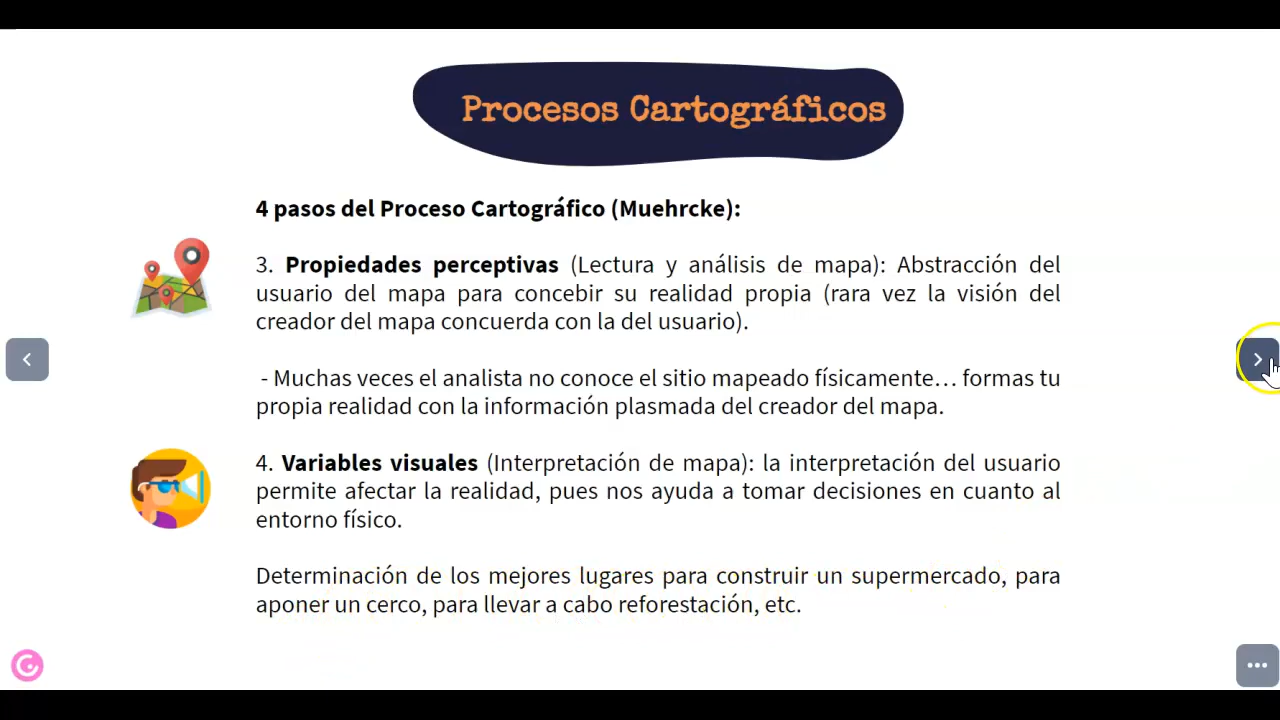 Procesos Cartográficos
4 pasos del Proceso Cartográfico (Muehrcke):
3. Propiedades perceptivas (Lectura y análisis de mapa): Abstracción del
usuario del mapa para concebir su realidad propia (rara vez la visión del
creador del mapa concuerda con la del usuario).
- Muchas veces el analista no conoce el sitio mapeado físicamente… formas tu
propia realidad con la información plasmada del creador del mapa.
4. Variables visuales (Interpretación de mapa): la interpretación del usuario
permite afectar la realidad, pues nos ayuda a tomar decisiones en cuanto al
entorno físico.
Determinación de los mejores lugares para construir un supermercado, para
aponer un cerco, para llevar a cabo reforestación, etc.